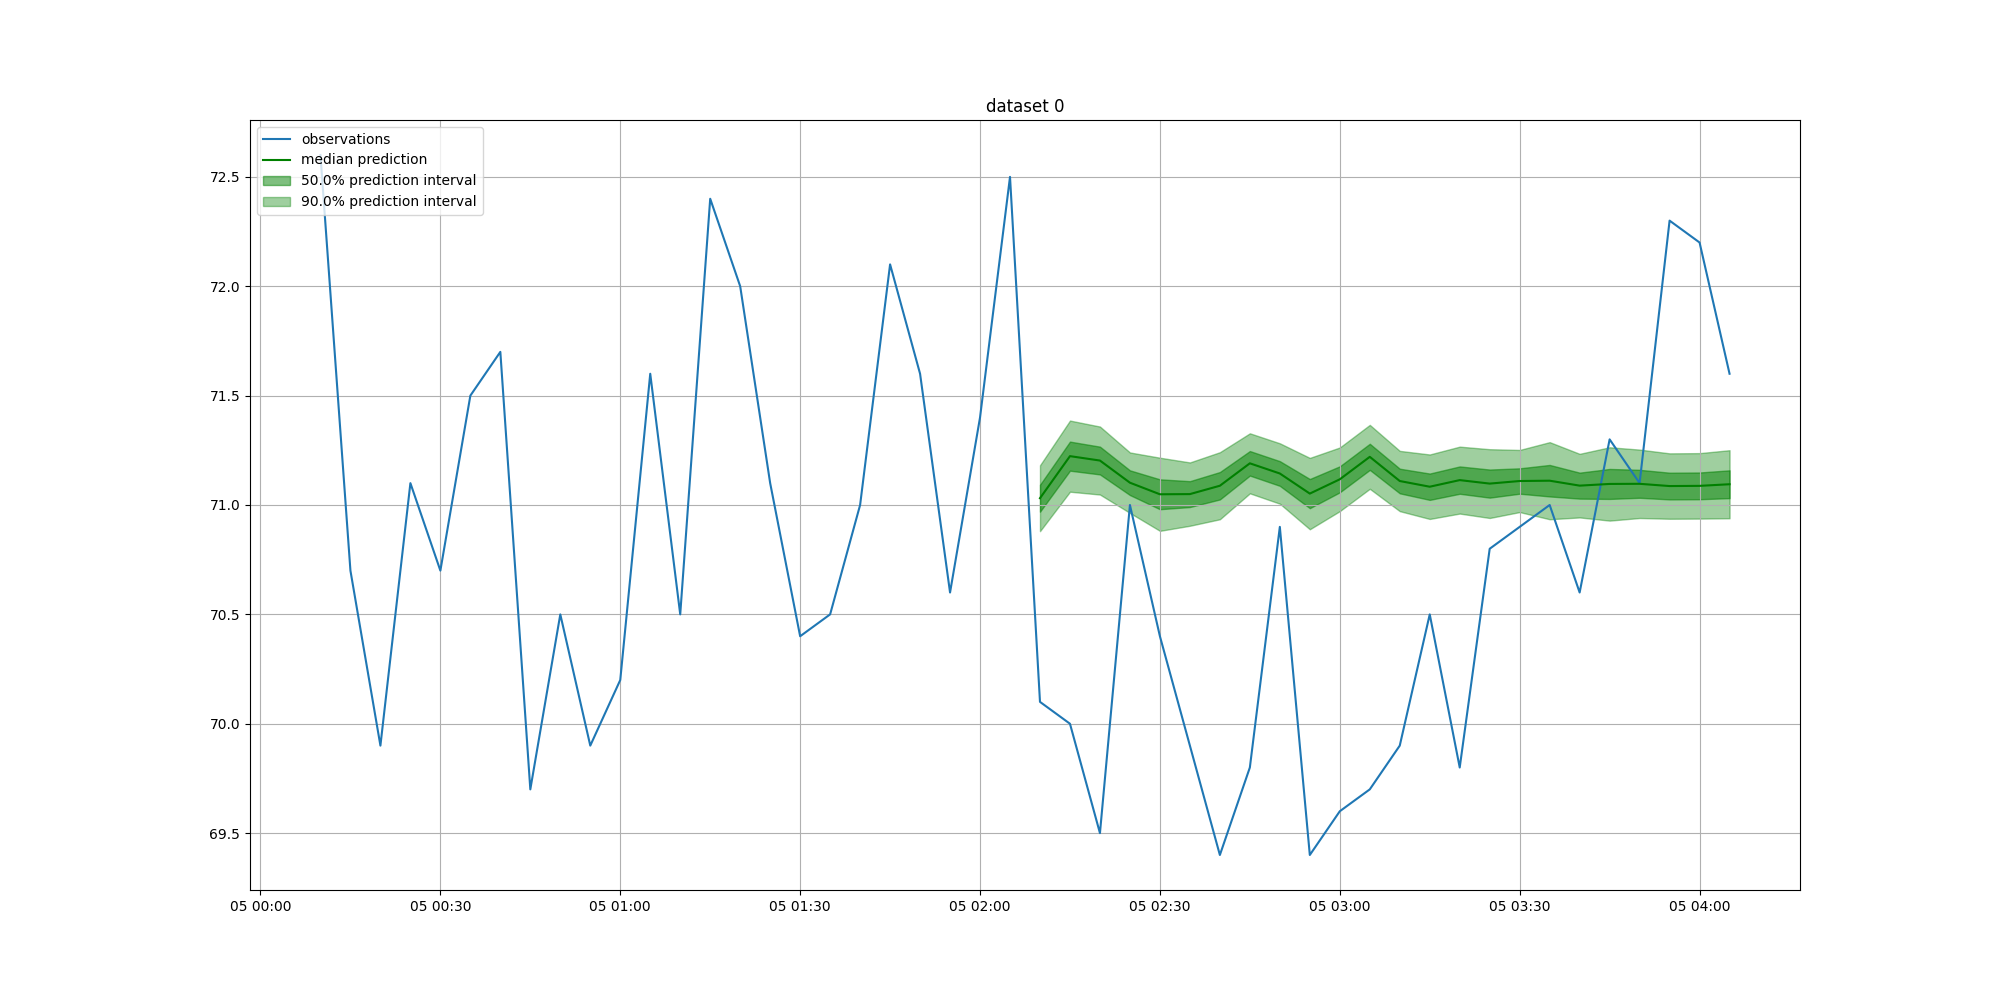 dataset 0
observations
median prediction
50.0% prediction interval
90.0% prediction interval
72.5
72.0
71.5
71.0
70.5
70.0
69.5
05 00:00 05 00:30 05 01:00 05 01:30 05 02:00 05 02:30 05 03:00 05 03:30 05 04:00